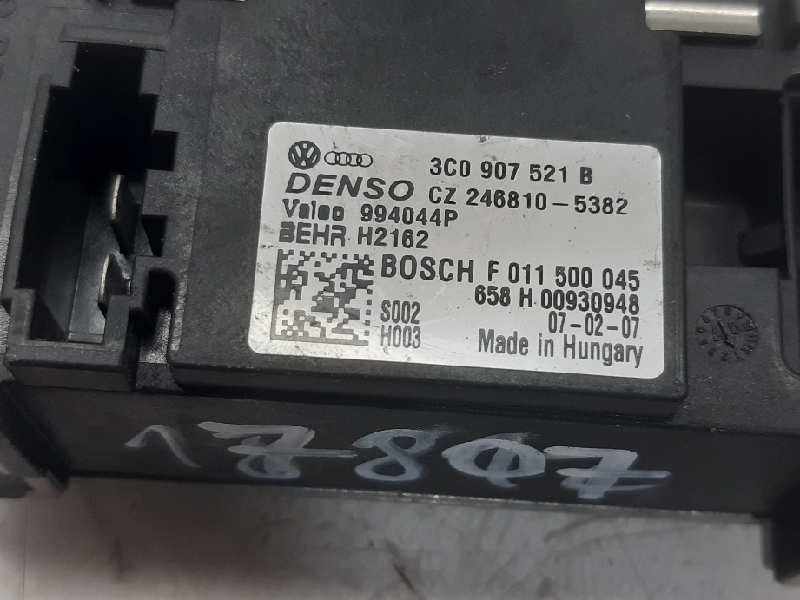 3C0 907 521 B
DENSO CZ 246810-5382
Valeo 994044P
BEHR H2162
BOSCH F 011 500 045
658 H 00930948
S002 07-02-07
H003 Made in Hungary
17807